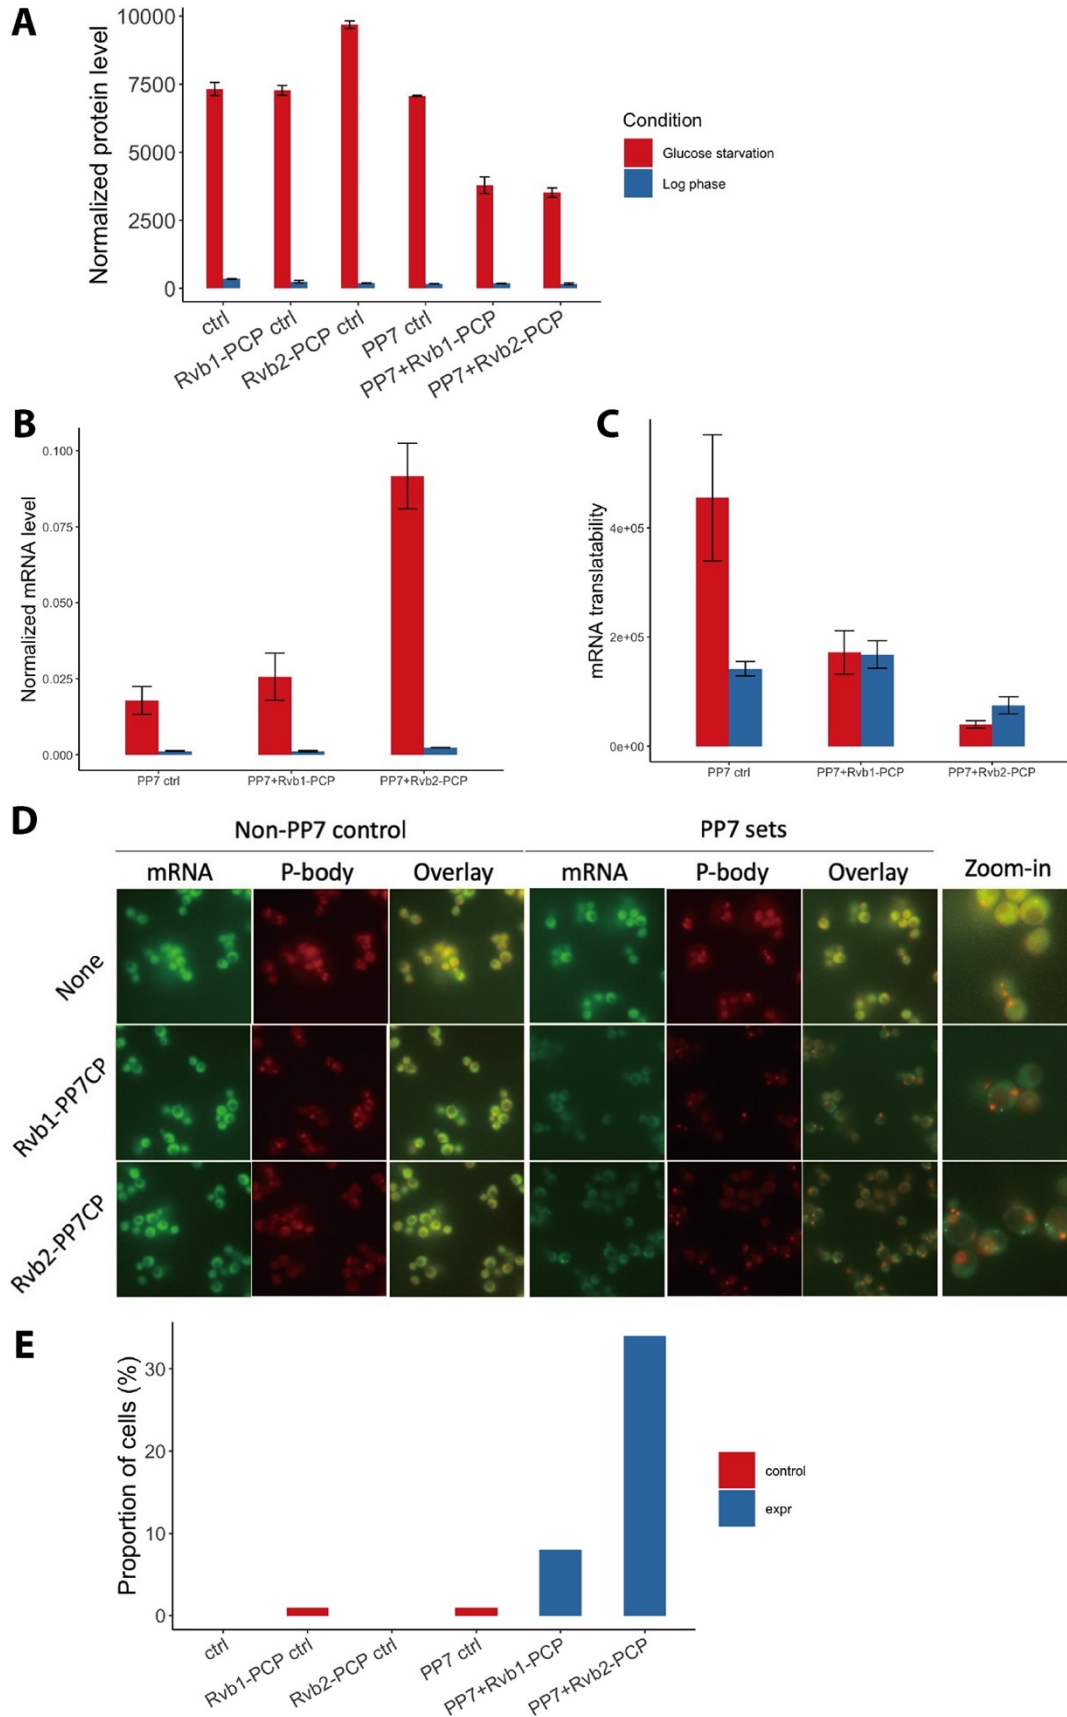 A
Normalized protein level
10000
7500
5000
2500
0
ctrl
Rvb1-PCP ctrl
Rvb2-PCP ctrl
PP7 ctrl
PP7+Rvb1-PCP
PP7+Rvb2-PCP
Condition
Glucose starvation
Log phase
B
Normalized mRNA level
0.100
0.075
0.050
0.025
0.000
PP7 ctrl
PP7+Rvb1-PCP
PP7+Rvb2-PCP
C
mRNA translatability
4e+05
2e+05
0e+00
PP7 ctrl
PP7+Rvb1-PCP
PP7+Rvb2-PCP
D
Non-PP7 control
PP7 sets
mRNA P-body Overlay mRNA P-body Overlay Zoom-in
None
Rvb1-PP7CP
Rvb2-PP7CP
E
Proportion of cells (%)
30
20
10
0
ctrl
Rvb1-PCP ctrl
Rvb2-PCP ctrl
PP7 ctrl
PP7+Rvb1-PCP
PP7+Rvb2-PCP
control
expr